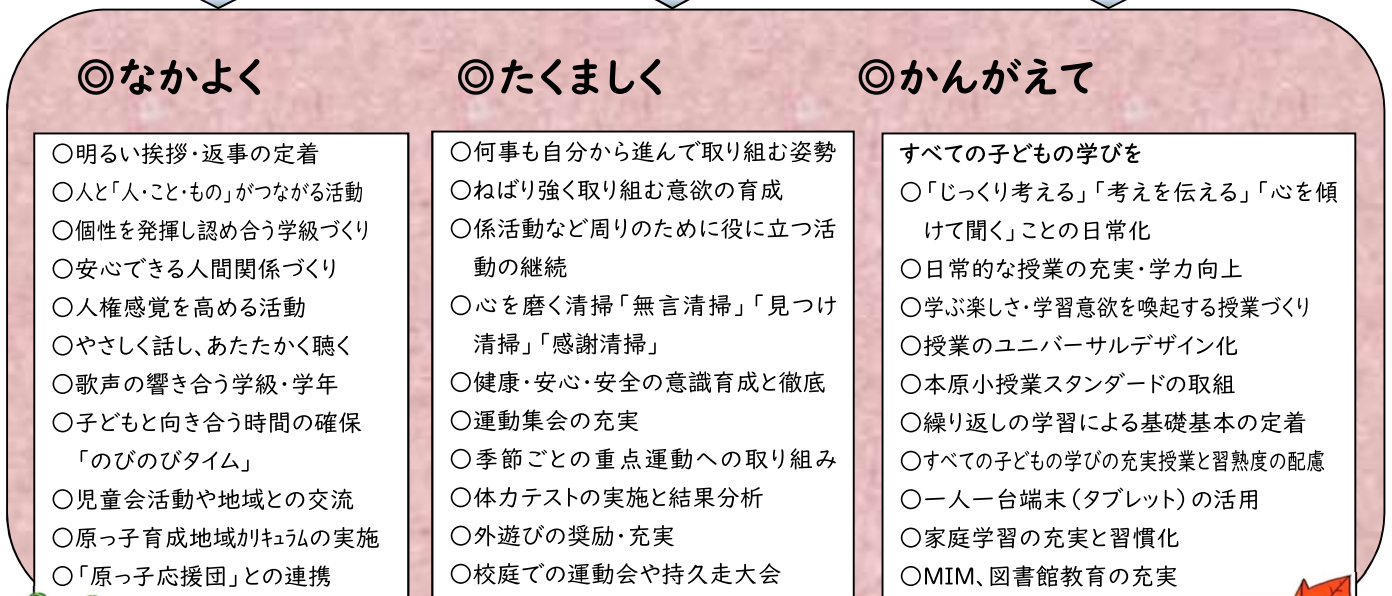 ◎なかよく
○明るい挨拶・返事の定着
○人と「人・こと・もの」がつながる活動
○個性を発揮し認め合う学級づくり
○安心できる人間関係づくり
○人権感覚を高める活動
○やさしく話し、あたたかく聴く
○歌声の響き合う学級・学年
○子どもと向き合う時間の確保
「のびのびタイム」
○児童会活動や地域との交流
○原っ子育成地域カリキュラムの実施
○「原っ子応援団」との連携
◎たくましく
○何事も自分から進んで取り組む姿勢
○ねばり強く取り組む意欲の育成
○係活動など周りのために役に立つ活
動の継続
○心を磨く清掃「無言清掃」「見つけ
清掃」「感謝清掃」
○健康・安心・安全の意識育成と徹底
○運動集会の充実
○季節ごとの重点運動への取り組み
○体力テストの実施と結果分析
○外遊びの奨励・充実
○校庭での運動会や持久走大会
◎かんがえて
すべての子どもの学びを
○「じっくり考える」「考えを伝える」「心を傾
けて聞く」ことの日常化
○日常的な授業の充実・学力向上
○学ぶ楽しさ・学習意欲を喚起する授業づくり
○授業のユニバーサルデザイン化
○本原小授業スタンダードの取組
○繰り返しの学習による基礎基本の定着
○すべての子どもの学びの充実授業と習熟度の配慮
○一人一台端末(タブレット)の活用
○家庭学習の充実と習慣化
○MIM、図書館教育の充実